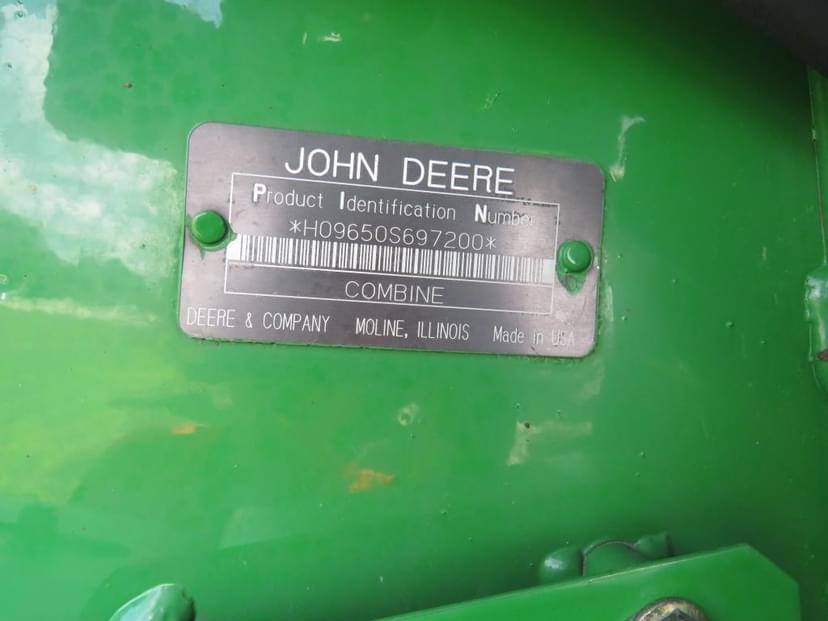 JOHN DEERE
Product Identification Number
*H09650S697200*
COMBINE
DEERE & COMPANY MOLINE, ILLINOIS Made in USA